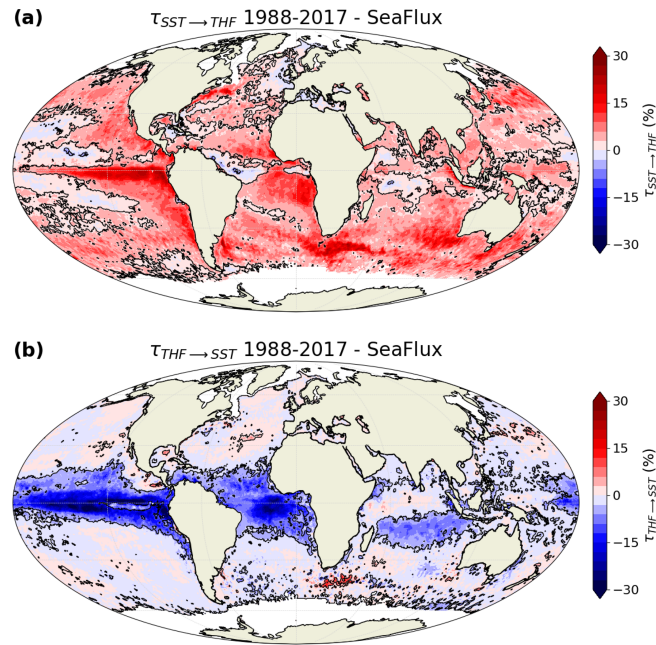 (a)
τSST→THF 1988-2017 - SeaFlux
30
15
0
−15
−30
τSST→THF (%)
(b)
τTHF→SST 1988-2017 - SeaFlux
30
15
0
−15
−30
τTHF→SST (%)